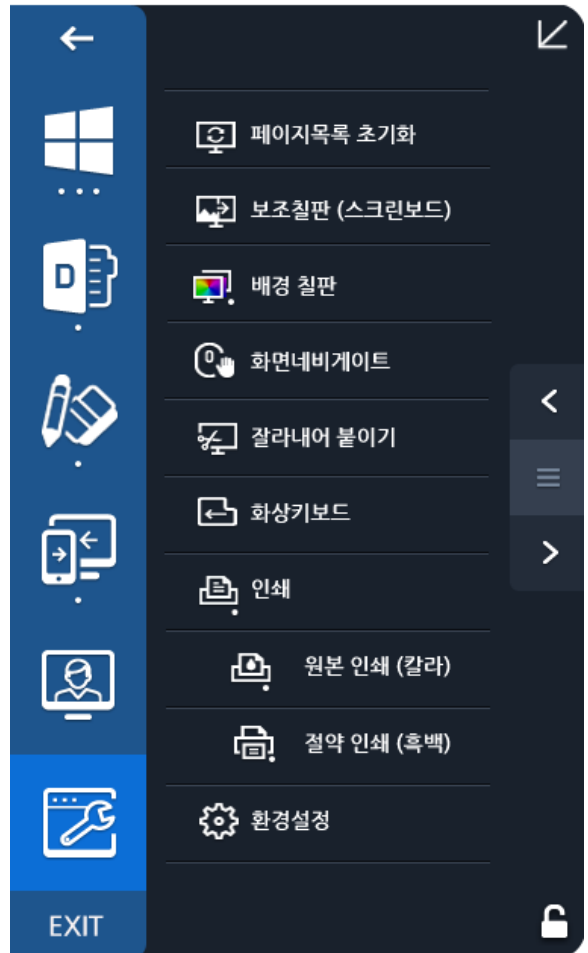 페이지목록 초기화
보조칠판 (스크린보드)
D
배경 칠판
화면네비게이트
잘라내어 붙이기
화상키보드
인쇄
원본 인쇄 (칼라)
절약 인쇄 (흑백)
환경설정
EXIT